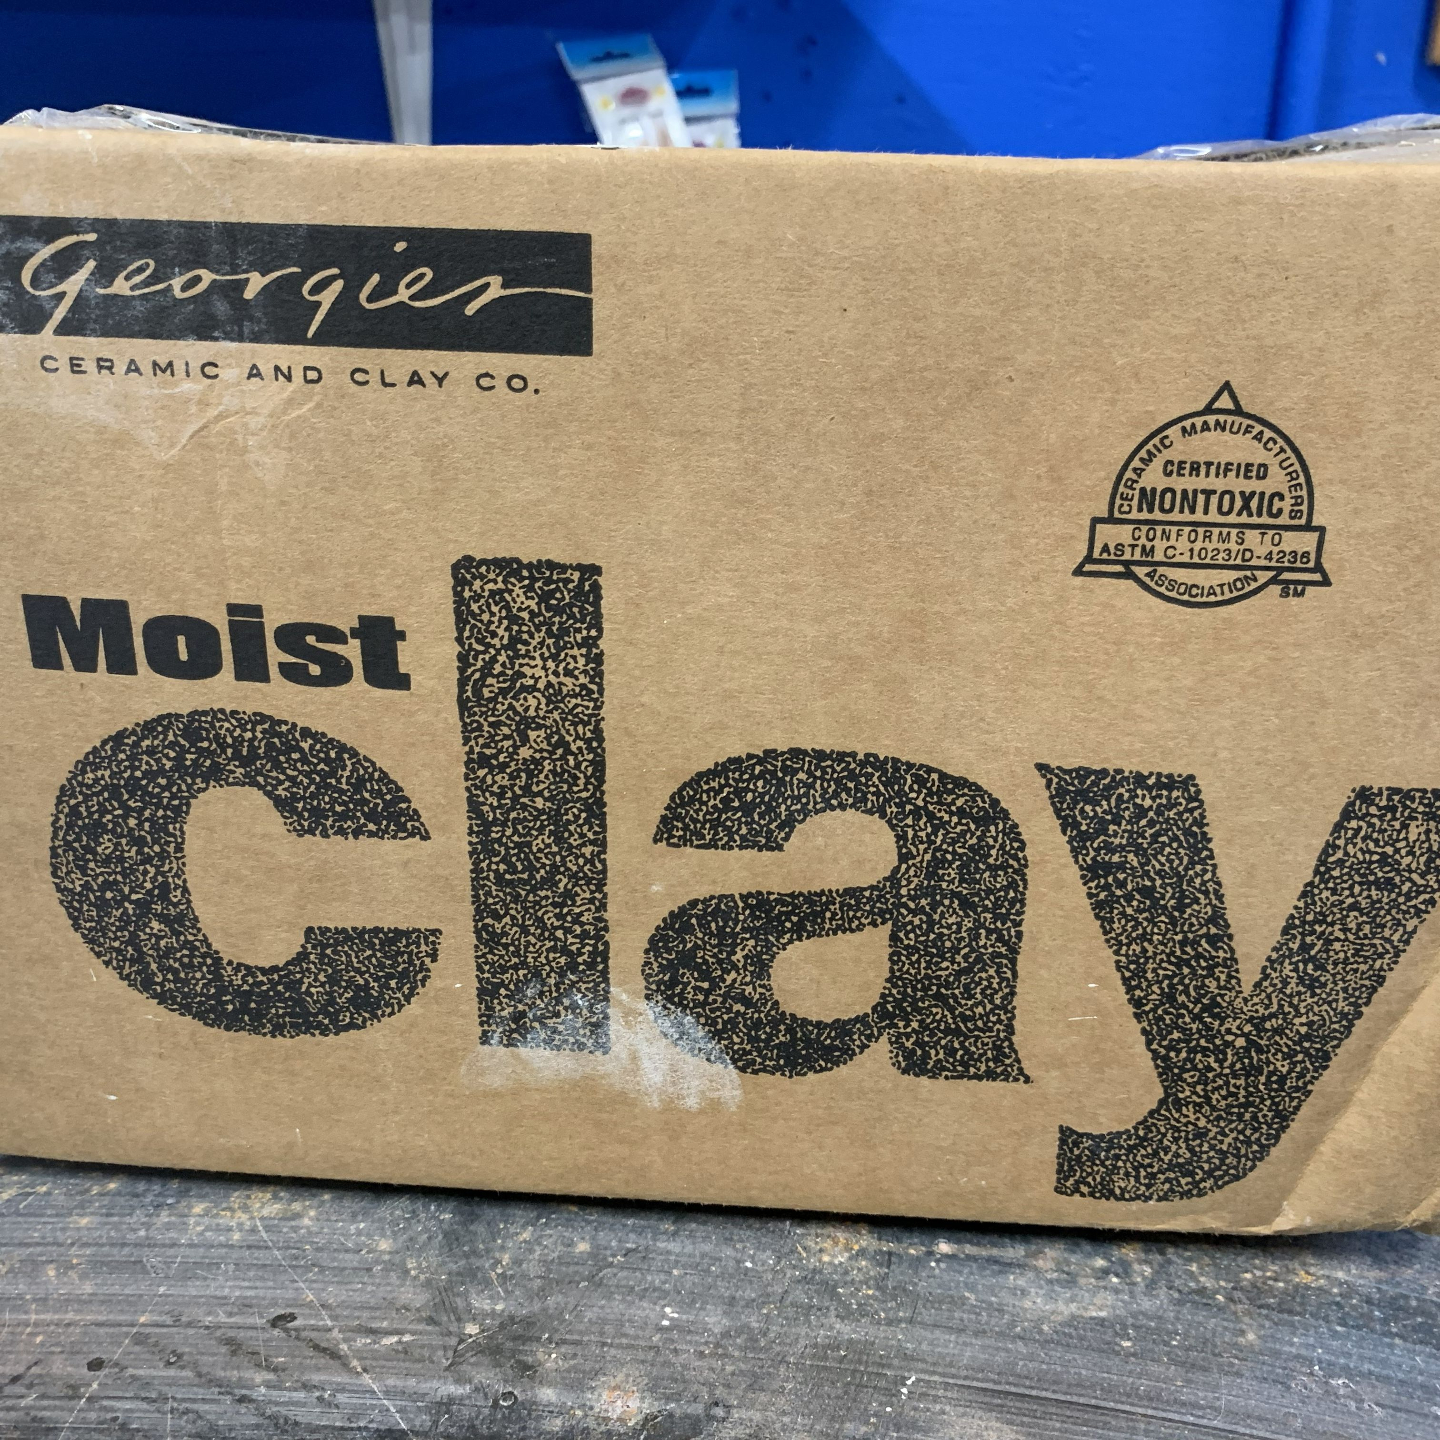 Georgies
CERAMIC AND CLAY CO.
CERAMIC MANUFACTURERS
CERTIFIED
NONTOXIC
CONFORMS TO
ASTM C-1023/D-4236
ASSOCIATION
SM
Moist
clay